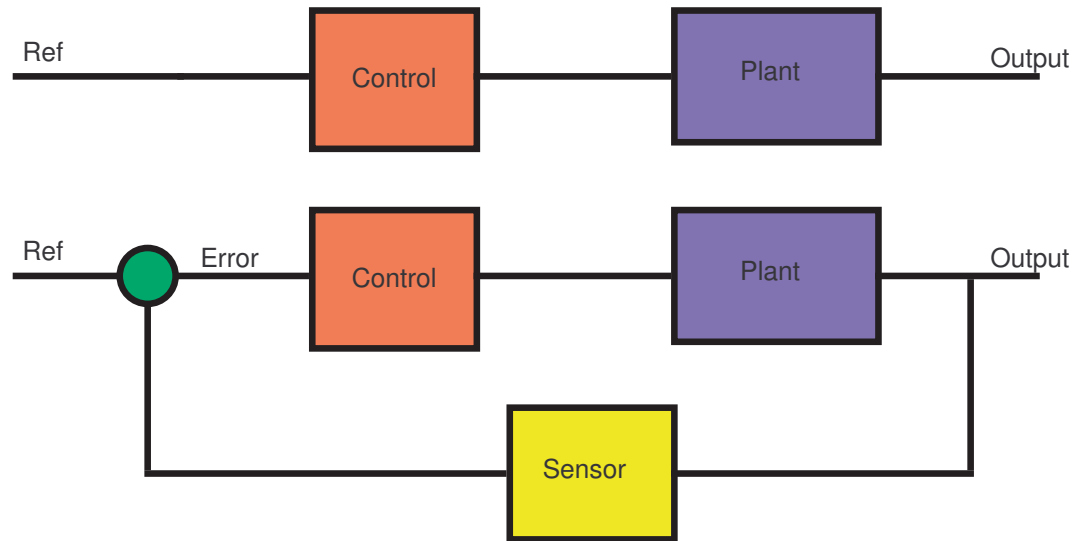 Ref
Control
Plant
Output
Ref
Error
Control
Plant
Output
Sensor